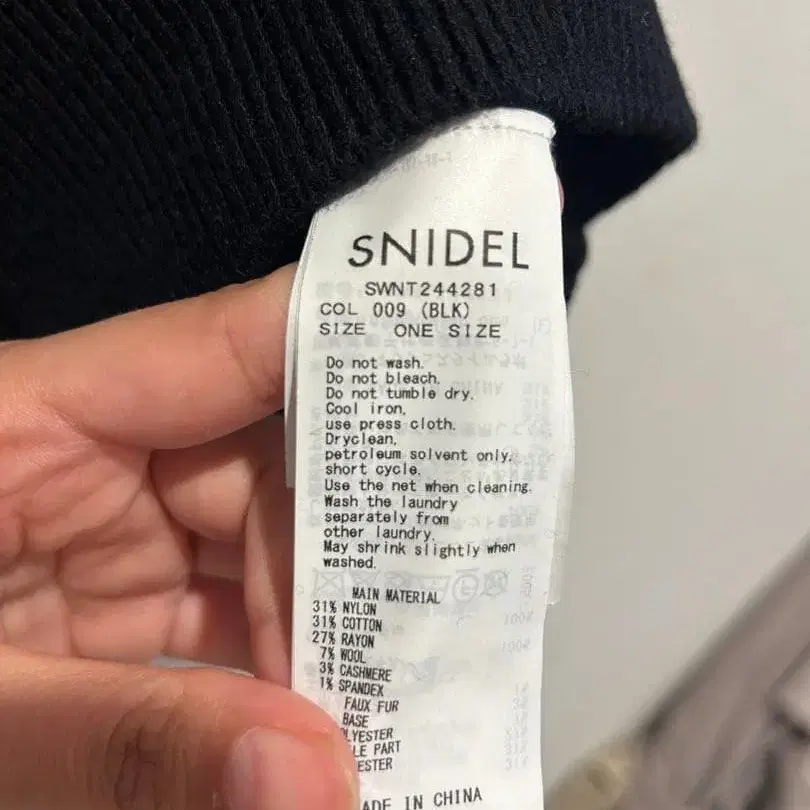 SNIDEL
SWNT244281
COL 009 (BLK)
SIZE ONE SIZE
Do not wash.
Do not bleach.
Do not tumble dry.
Cool iron.
use press cloth.
Dryclean.
petroleum solvent only.
short cycle.
Use the net when cleaning.
Wash the laundry
separately from
other laundry.
May shrink slightly when
washed.
MAIN MATERIAL
31% NYLON
31% COTTON
27% RAYON
7% WOOL
3% CASHMERE
1% SPANDEX
FAUX FUR
BASE
PART
IN CHINA